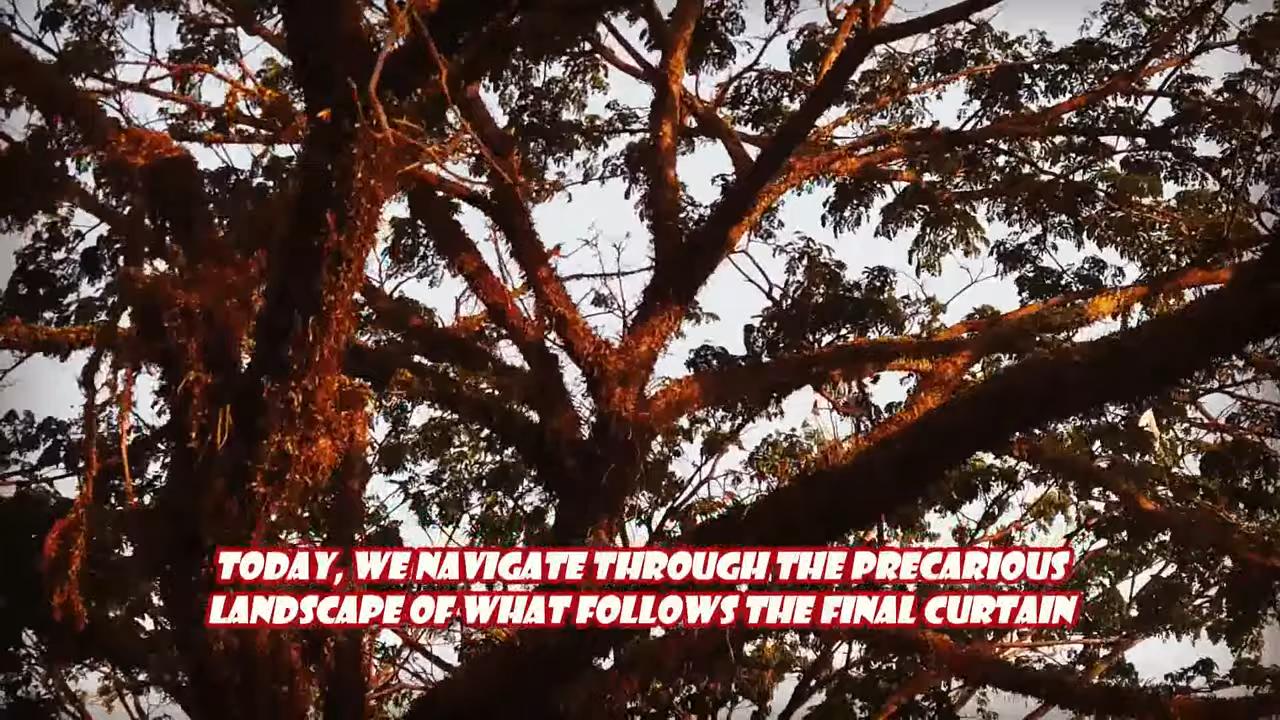 TODAY, WE NAVIGATE THROUGH THE PRECARIOUS
LANDSCAPE OF WHAT FOLLOWS THE FINAL CURTAIN